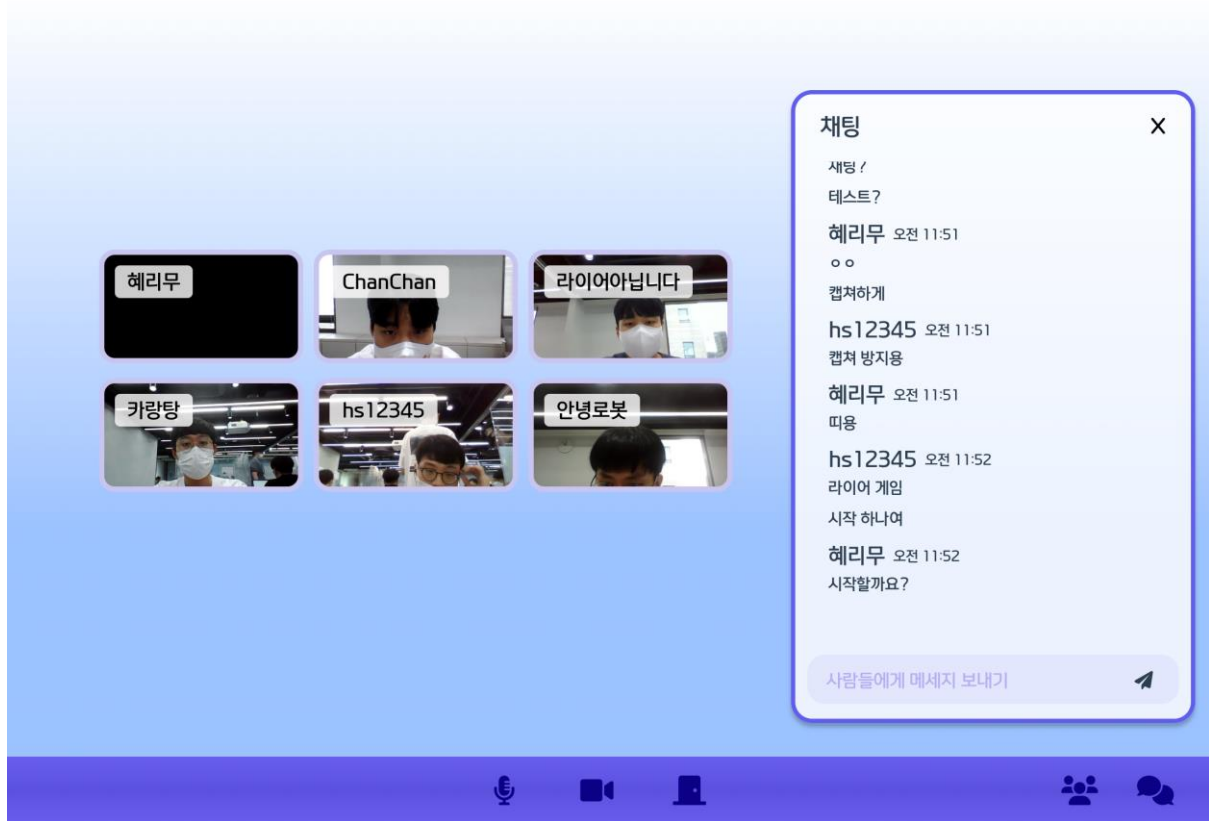 혜리무
ChanChan
라이어아닙니다
카랑탕
hs12345
안녕로봇
채팅
X
테스트?
혜리무 오전 11:51
ㅇㅇ
캡쳐하게
hs12345 오전 11:51
캡쳐 방지용
혜리무 오전 11:51
띠용
hs12345 오전 11:52
라이어 게임
시작 하나여
혜리무 오전 11:52
시작할까요?
사람들에게 메세지 보내기